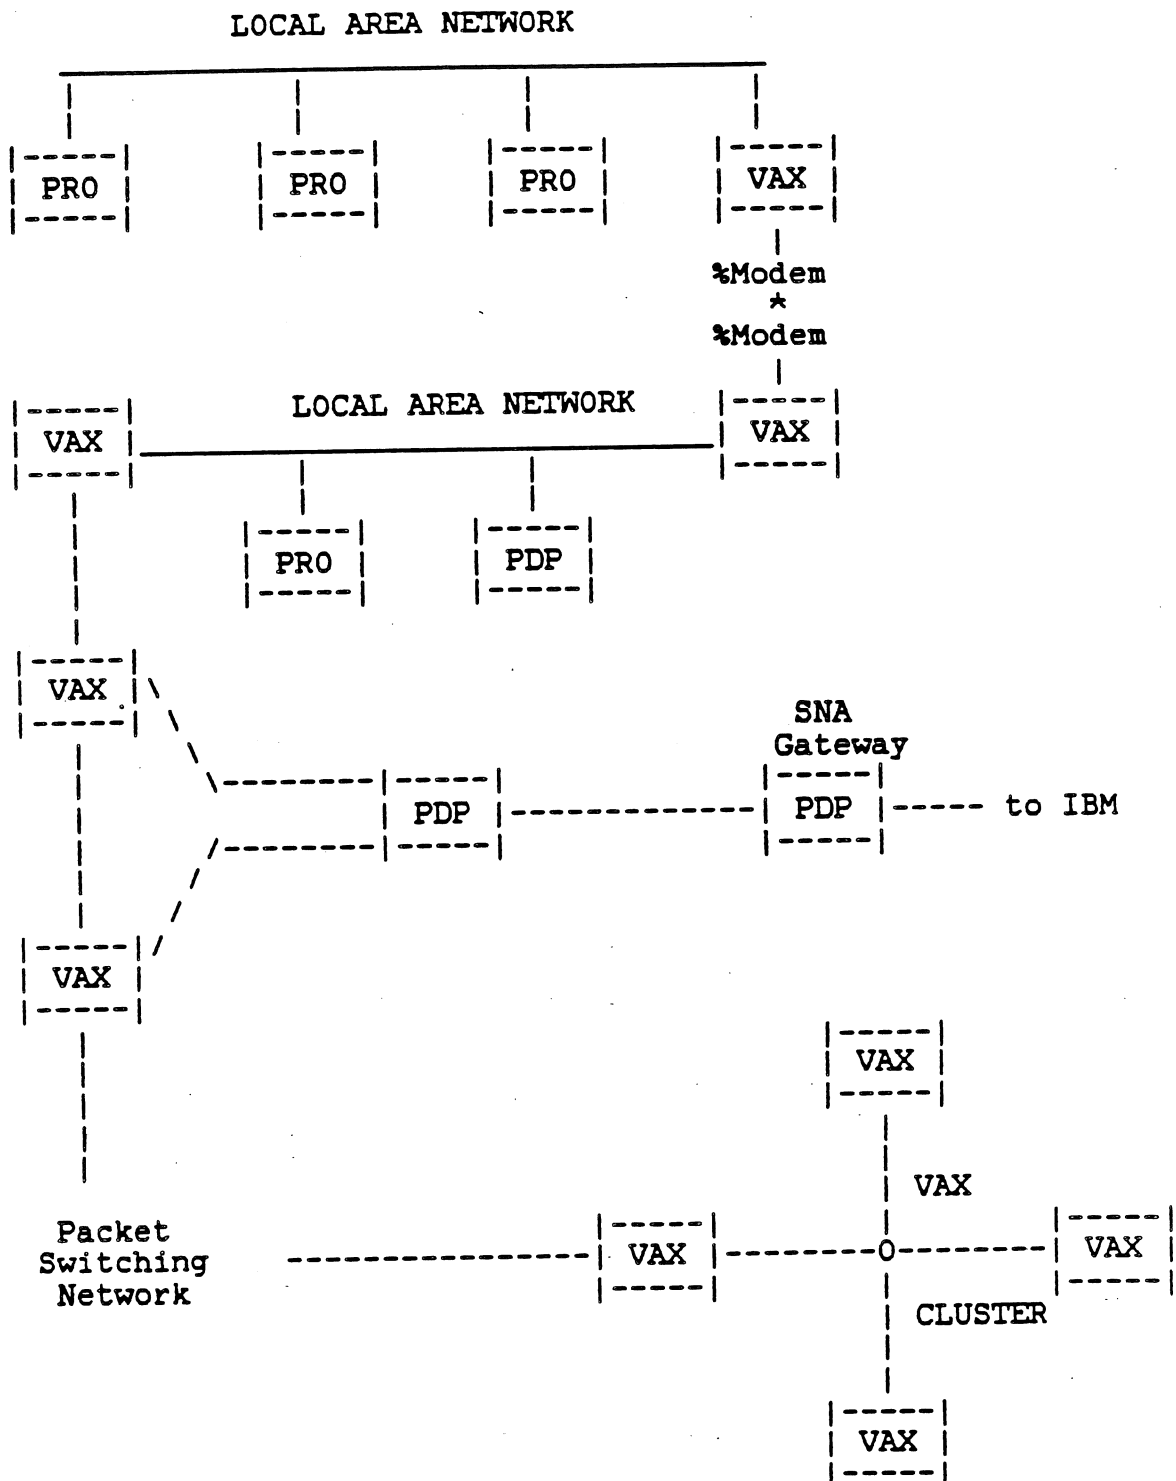 LOCAL AREA NETWORK
PRO PRO PRO VAX
%Modem
*
%Modem
LOCAL AREA NETWORK
VAX VAX
PRO PDP
VAX
SNA
Gateway
PDP PDP to IBM
VAX
VAX
VAX
Packet
Switching
Network
VAX O VAX
CLUSTER
VAX